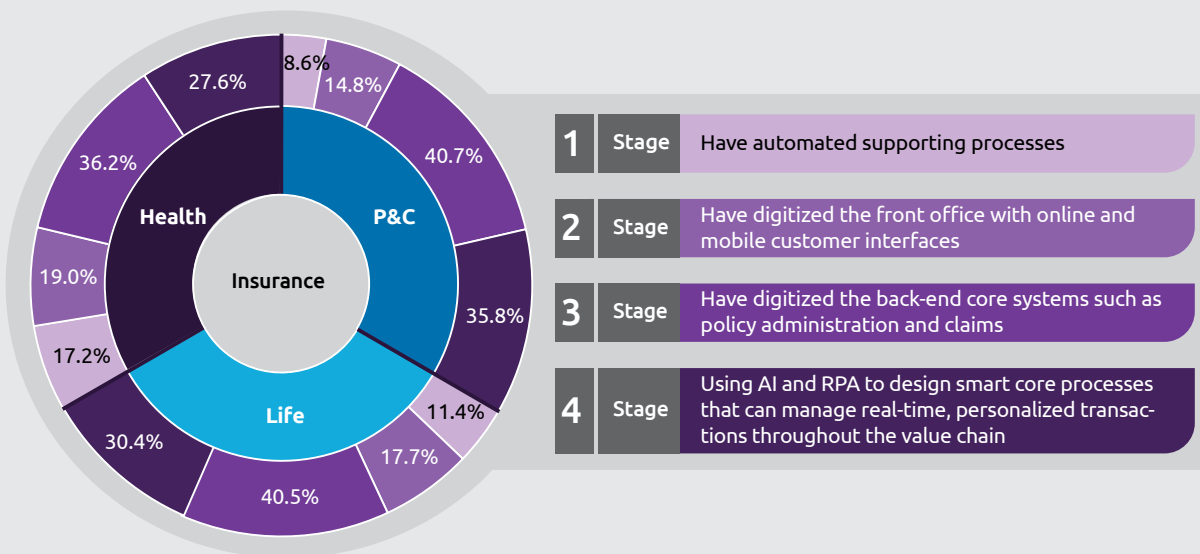 8.6%
14.8%
27.6%
40.7%
36.2%
Health
P&C
Insurance
19.0%
35.8%
17.2%
Life
11.4%
30.4%
17.7%
40.5%
1 Stage Have automated supporting processes
2 Stage Have digitized the front office with online and
mobile customer interfaces
3 Stage Have digitized the back-end core systems such as
policy administration and claims
4 Stage Using AI and RPA to design smart core processes
that can manage real-time, personalized transac-
tions throughout the value chain